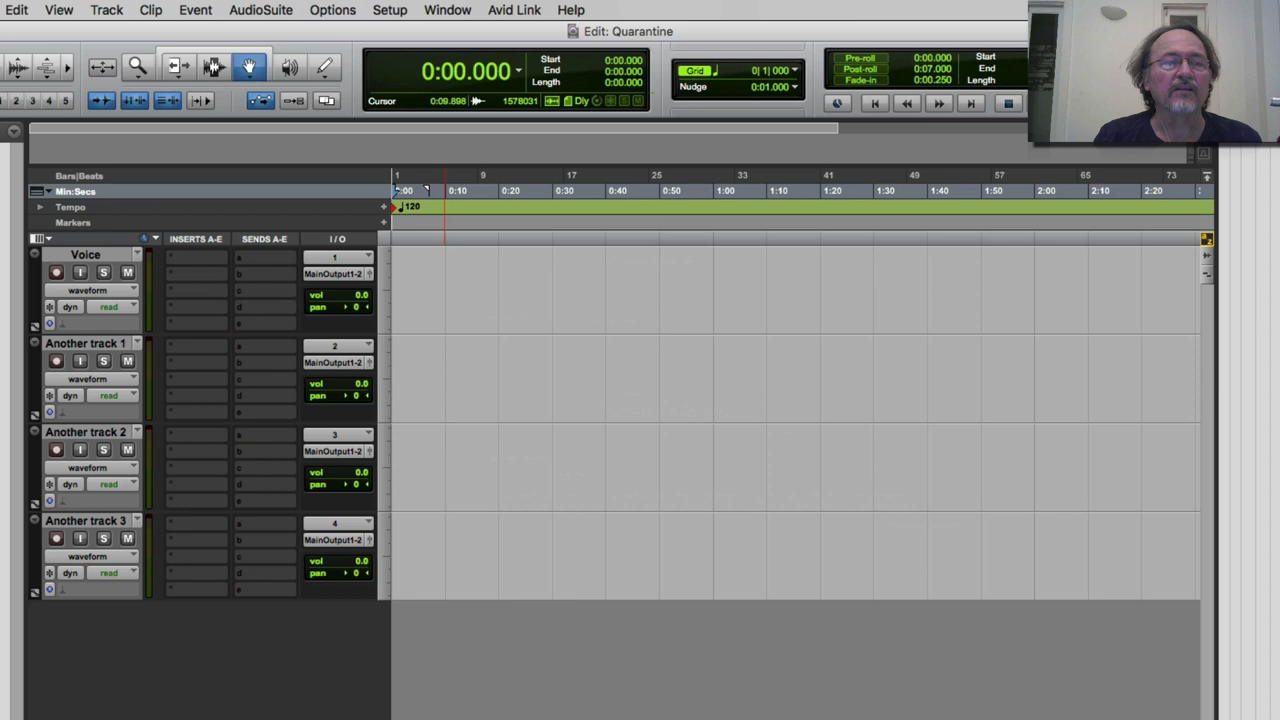 Edit View Track Clip Event AudioSuite Options Setup Window Avid Link Help
Edit: Quarantine
0:00.000
Start 0:00.000
End 0:00.000
Length 0:00.000
Cursor 0:09.898 1578031 Dly
Grid 0| 1| 000
Nudge 0:01.000
Pre-roll 0:00.000 Start
Post-roll 0:07.000 End
Fade-in 0:00.250 Length
1 2 3 4 5
Bars|Beats 1 9 17 25 33 41 49 57 65 73
Min:Secs 0:00 0:10 0:20 0:30 0:40 0:50 1:00 1:10 1:20 1:30 1:40 1:50 2:00 2:10 2:20
Tempo 120
Markers
INSERTS A-E SENDS A-E I / O
Voice
I S M
waveform
dyn read
a
b
c
d
e
1
MainOutput1-2
vol 0.0
pan 0
Another track 1
I S M
waveform
dyn read
a
b
c
d
e
2
MainOutput1-2
vol 0.0
pan 0
Another track 2
I S M
waveform
dyn read
a
b
c
d
e
3
MainOutput1-2
vol 0.0
pan 0
Another track 3
I S M
waveform
dyn read
a
b
c
d
e
4
MainOutput1-2
vol 0.0
pan 0
a z